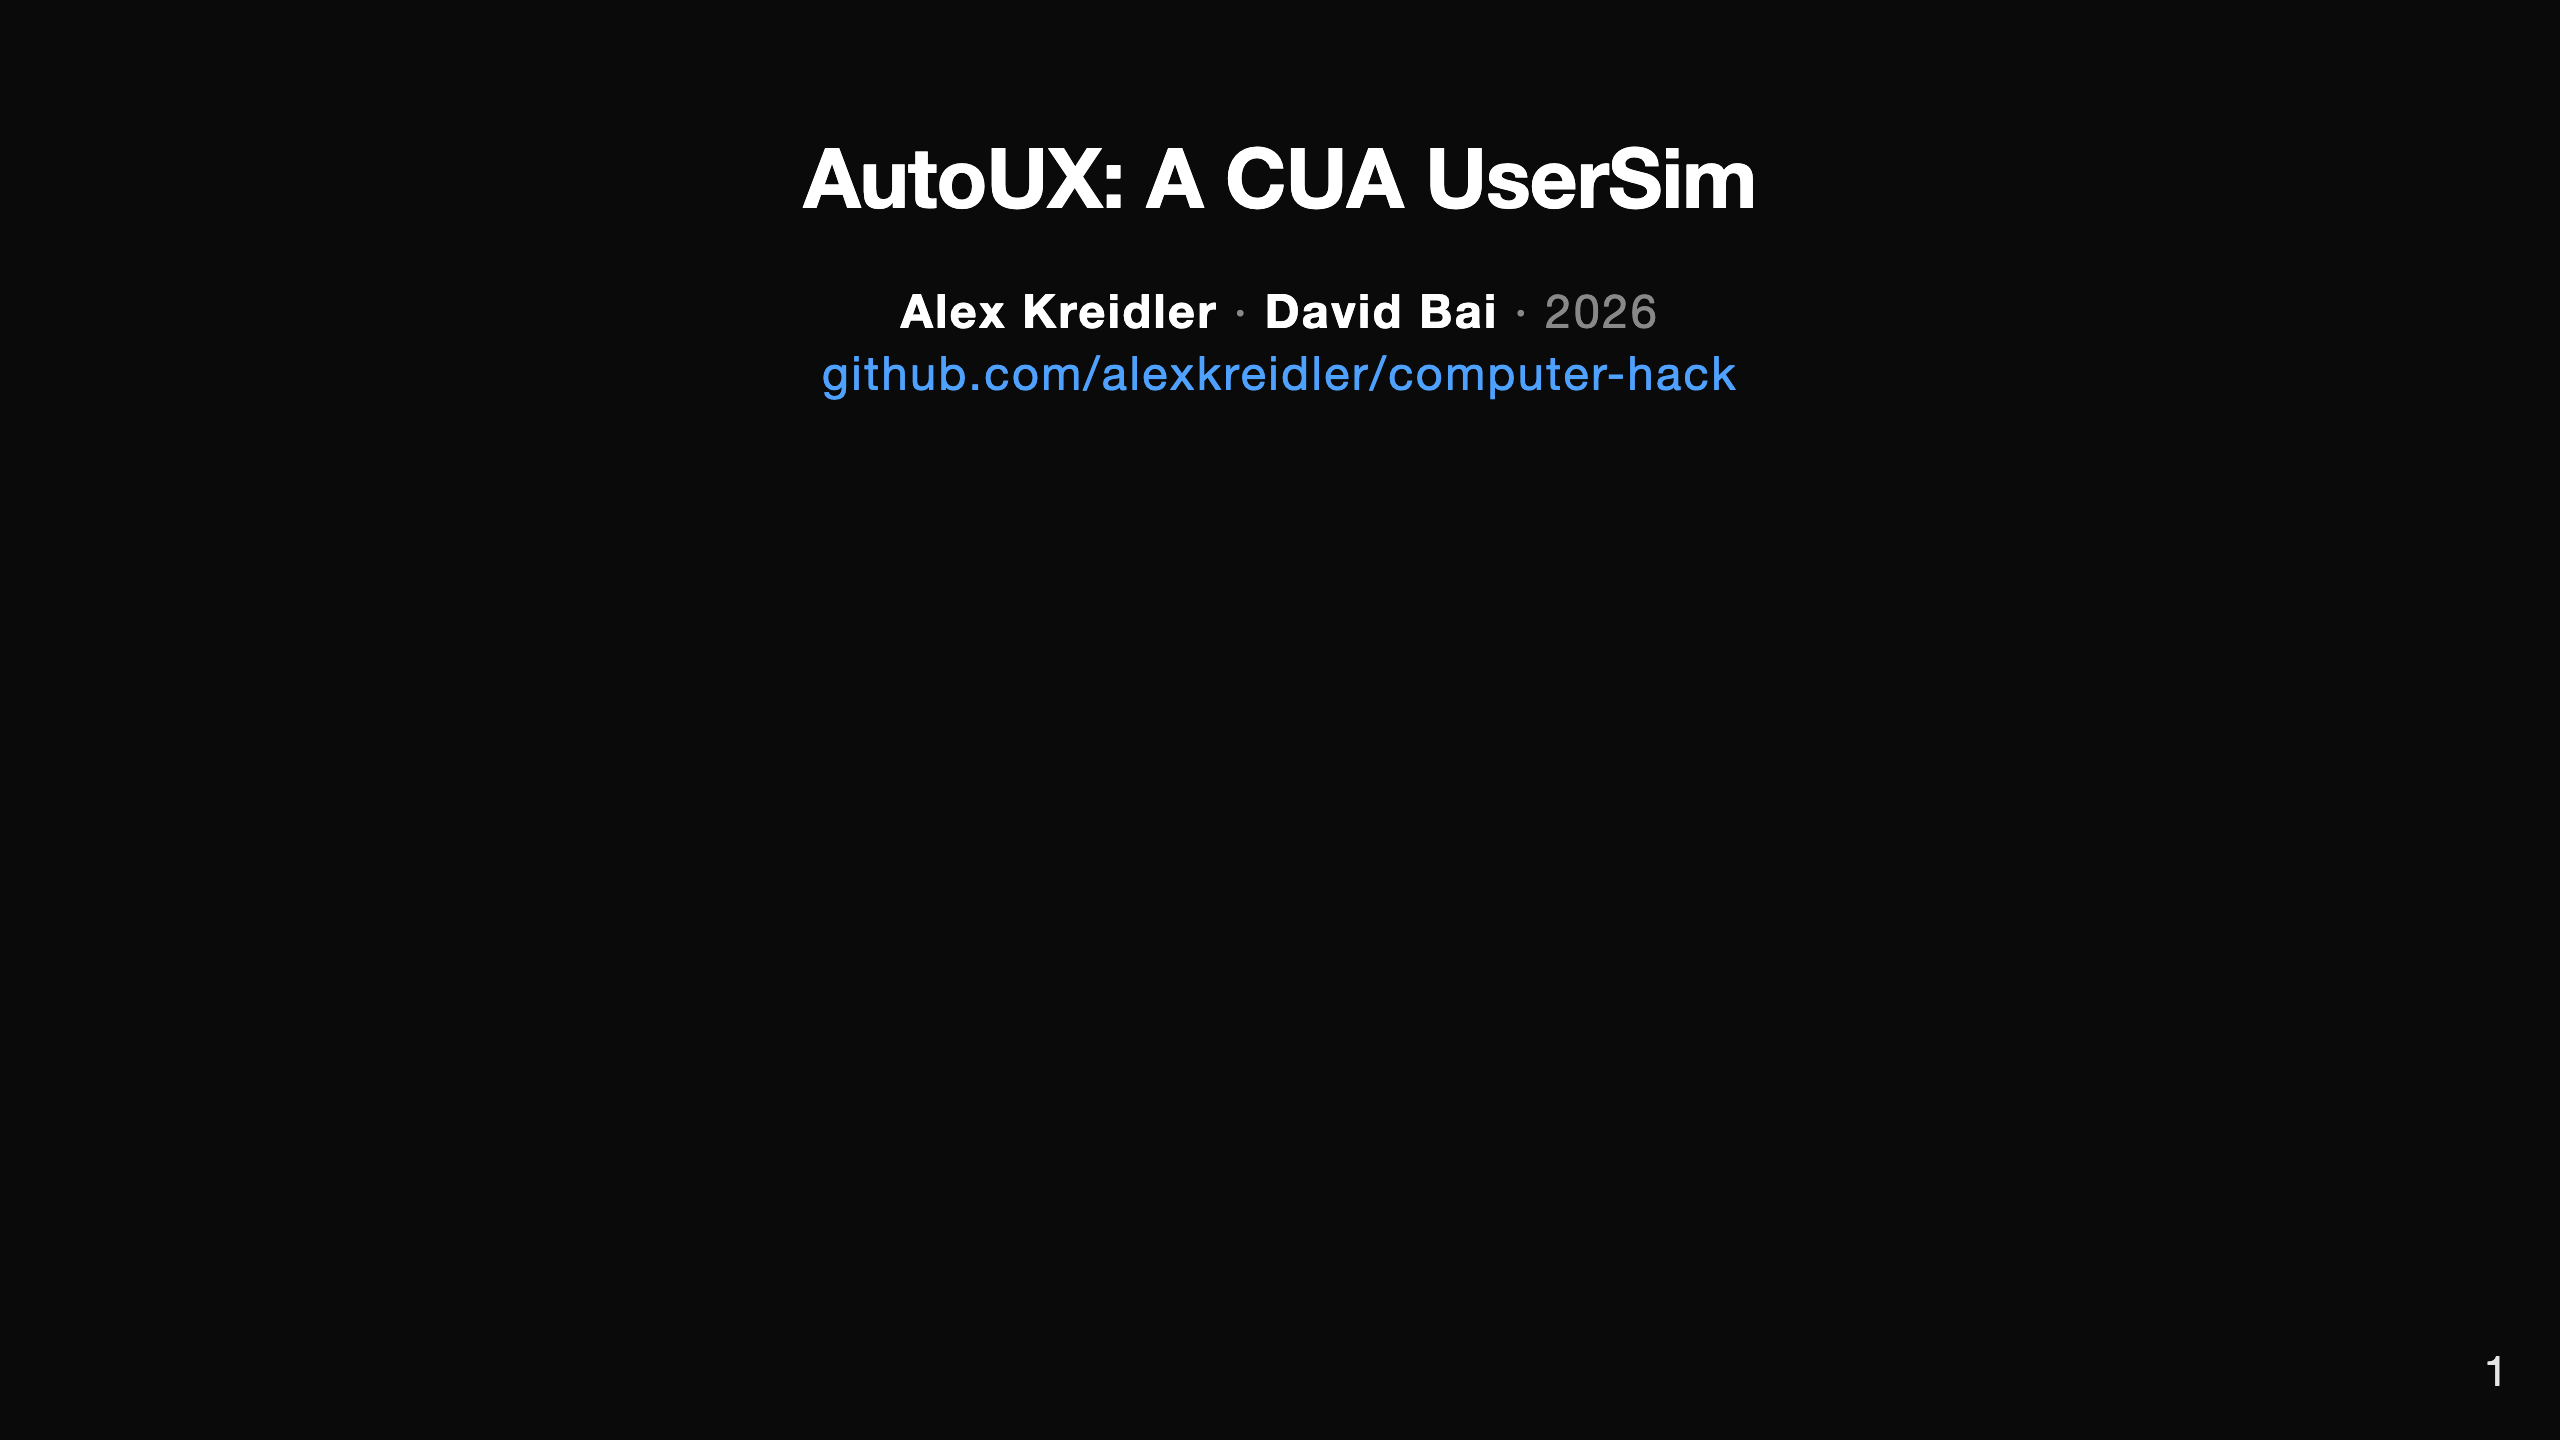 AutoUX: A CUA UserSim
Alex Kreidler · David Bai · 2026
github.com/alexkreidler/computer-hack
1